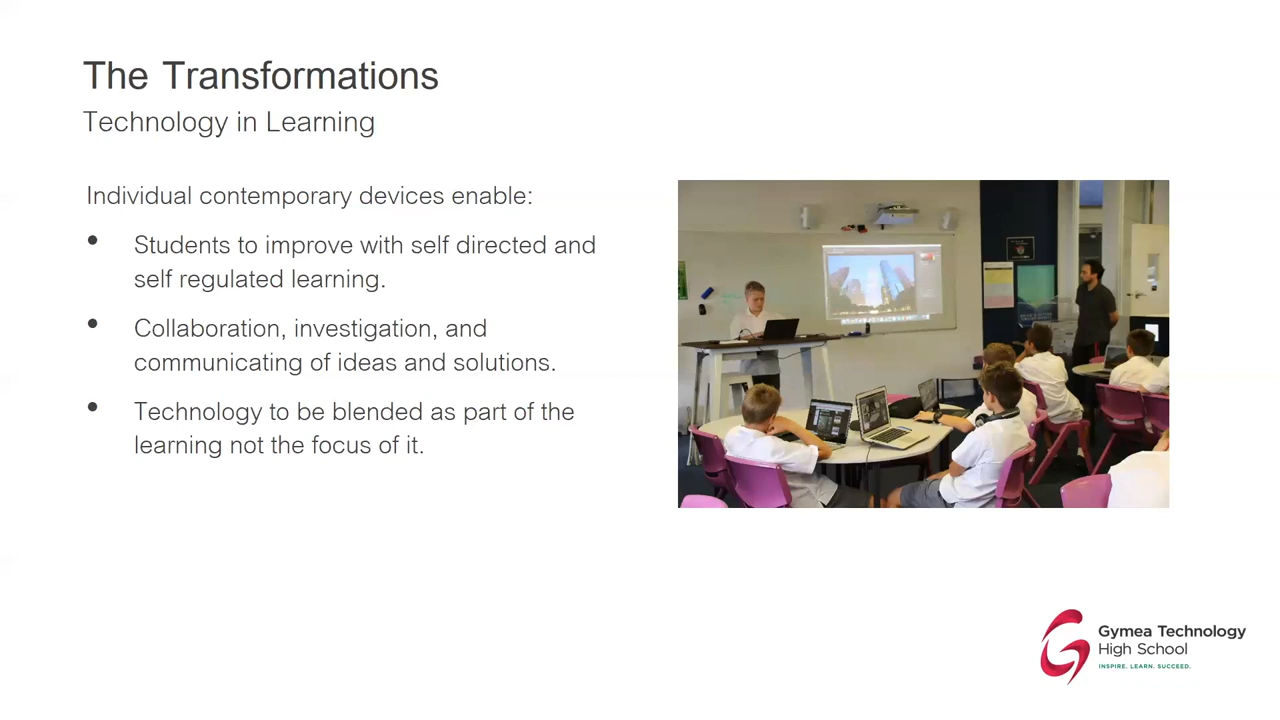 The Transformations
Technology in Learning
Individual contemporary devices enable:
• Students to improve with self directed and
self regulated learning.
• Collaboration, investigation, and
communicating of ideas and solutions.
• Technology to be blended as part of the
learning not the focus of it.
Gymea Technology
High School
INSPIRE. LEARN. SUCCEED.